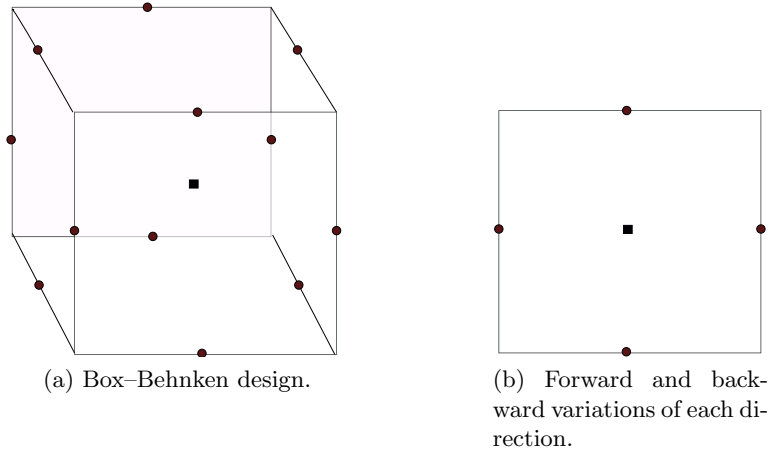 (a) Box–Behnken design.
(b) Forward and back-
ward variations of each di-
rection.